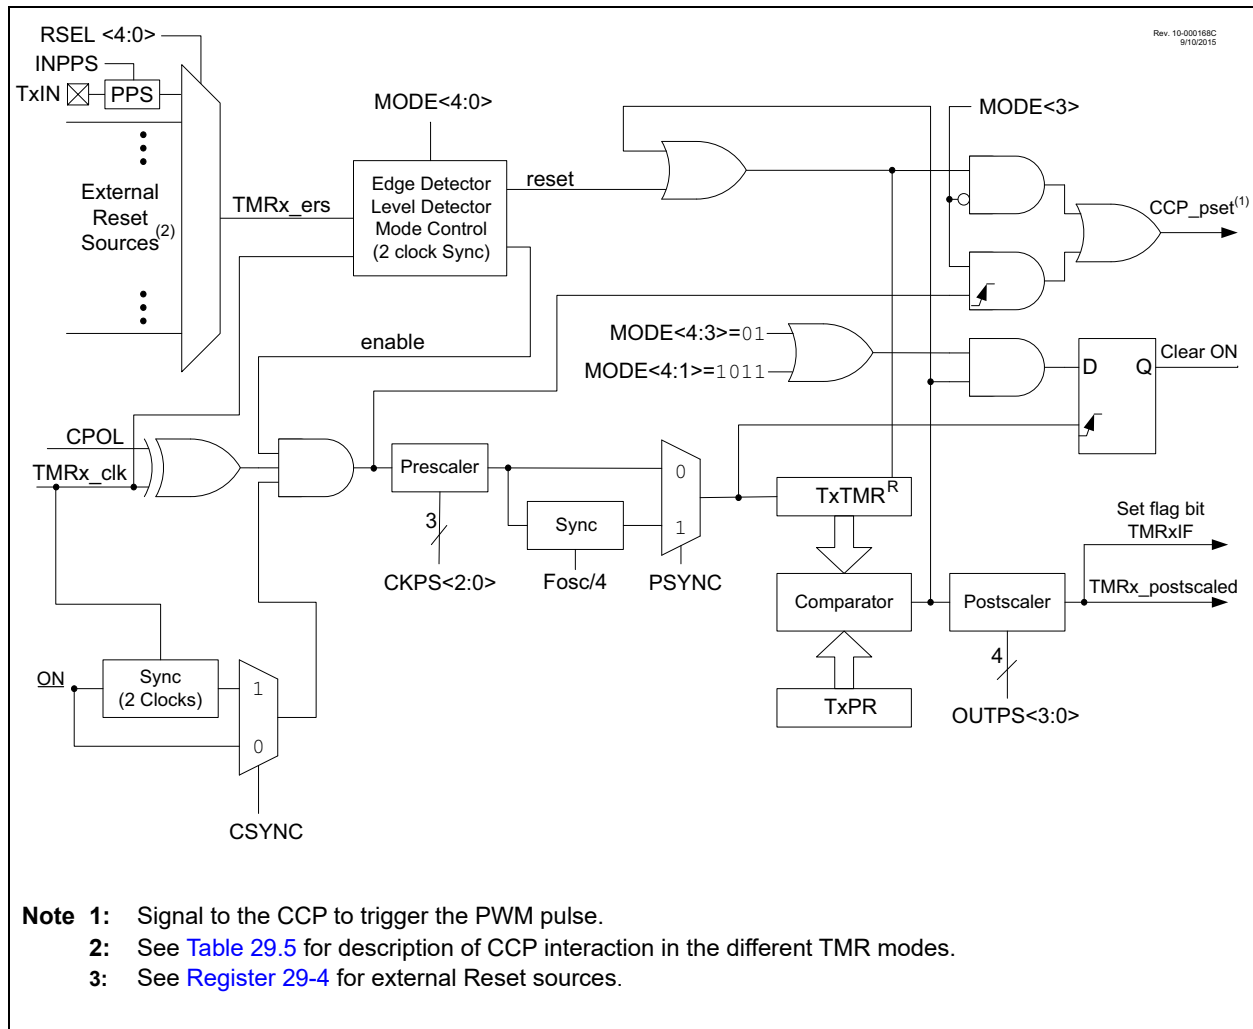 Rev. 10-000168C
9/10/2015
RSEL <4:0>
INPPS
TxIN
PPS
MODE<4:0>
MODE<3>
External
Reset
Sources(2)
TMRx_ers
Edge Detector
Level Detector
Mode Control
(2 clock Sync)
reset
CCP_pset(1)
enable
MODE<4:3>=01
MODE<4:1>=1011
D
Q
Clear ON
CPOL
TMRx_clk
Prescaler
3
CKPS<2:0>
Sync
Fosc/4
0
1
PSYNC
TxTMR
R
Set flag bit
TMRxIF
Comparator
Postscaler
TMRx_postscaled
4
OUTPS<3:0>
TxPR
ON
Sync
(2 Clocks)
1
0
CSYNC
Note 1: Signal to the CCP to trigger the PWM pulse.
2: See Table 29.5 for description of CCP interaction in the different TMR modes.
3: See Register 29-4 for external Reset sources.